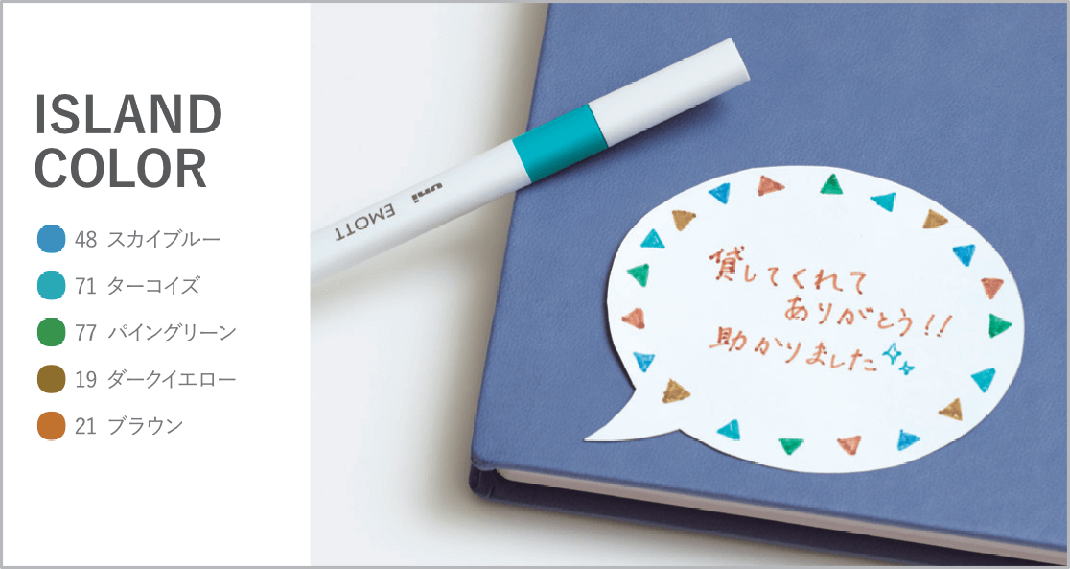 ISLAND
COLOR
48 スカイブルー
71 ターコイズ
77 パイングリーン
19 ダークイエロー
21 ブラウン
uni
EMOTT
貸してくれて
ありがとう!!
助かりました